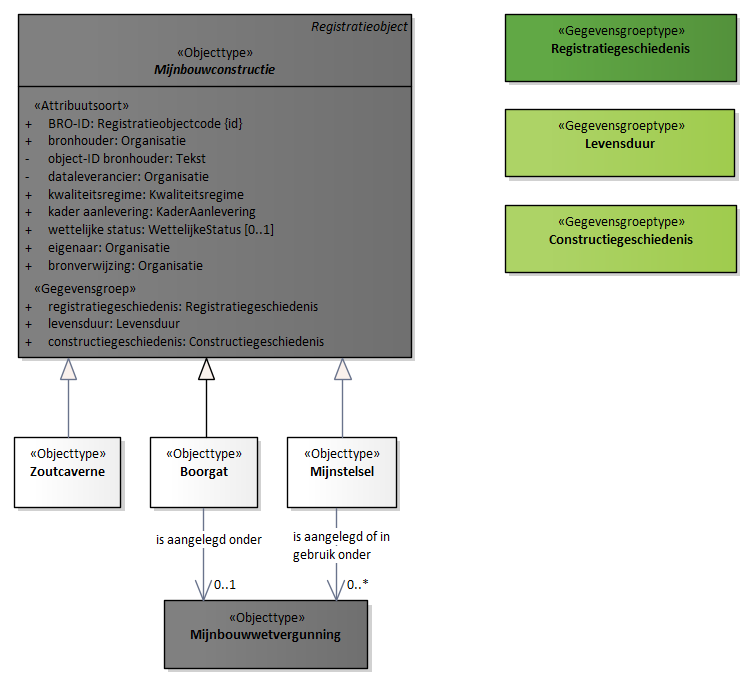 Registratieobject
«Objecttype»
Mijnbouwconstructie
«Attribuutsoort»
+ BRO-ID: Registratieobjectcode {id}
+ bronhouder: Organisatie
- object-ID bronhouder: Tekst
- dataleverancier: Organisatie
+ kwaliteitsregime: Kwaliteitsregime
+ kader aanlevering: KaderAanlevering
+ wettelijke status: WettelijkeStatus [0..1]
+ eigenaar: Organisatie
+ bronverwijzing: Organisatie
«Gegevensgroep»
+ registratiegeschiedenis: Registratiegeschiedenis
+ levensduur: Levensduur
+ constructiegeschiedenis: Constructiegeschiedenis
«Gegevensgroeptype»
Registratiegeschiedenis
«Gegevensgroeptype»
Levensduur
«Gegevensgroeptype»
Constructiegeschiedenis
«Objecttype»
Zoutcaverne
«Objecttype»
Boorgat
«Objecttype»
Mijnstelsel
is aangelegd onder
is aangelegd of in
gebruik onder
0..1
0..*
«Objecttype»
Mijnbouwwetvergunning